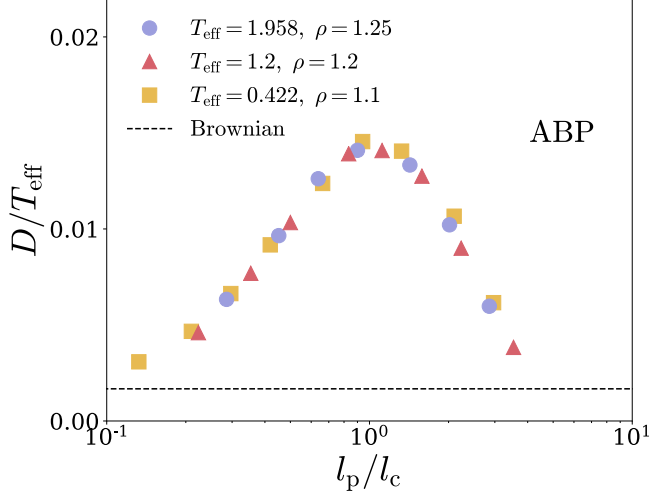 0.02
T_eff = 1.958, ρ = 1.25
T_eff = 1.2, ρ = 1.2
T_eff = 0.422, ρ = 1.1
Brownian
ABP
D/T_eff
0.01
0.00
10^-1
10^0
10^1
l_p/l_c